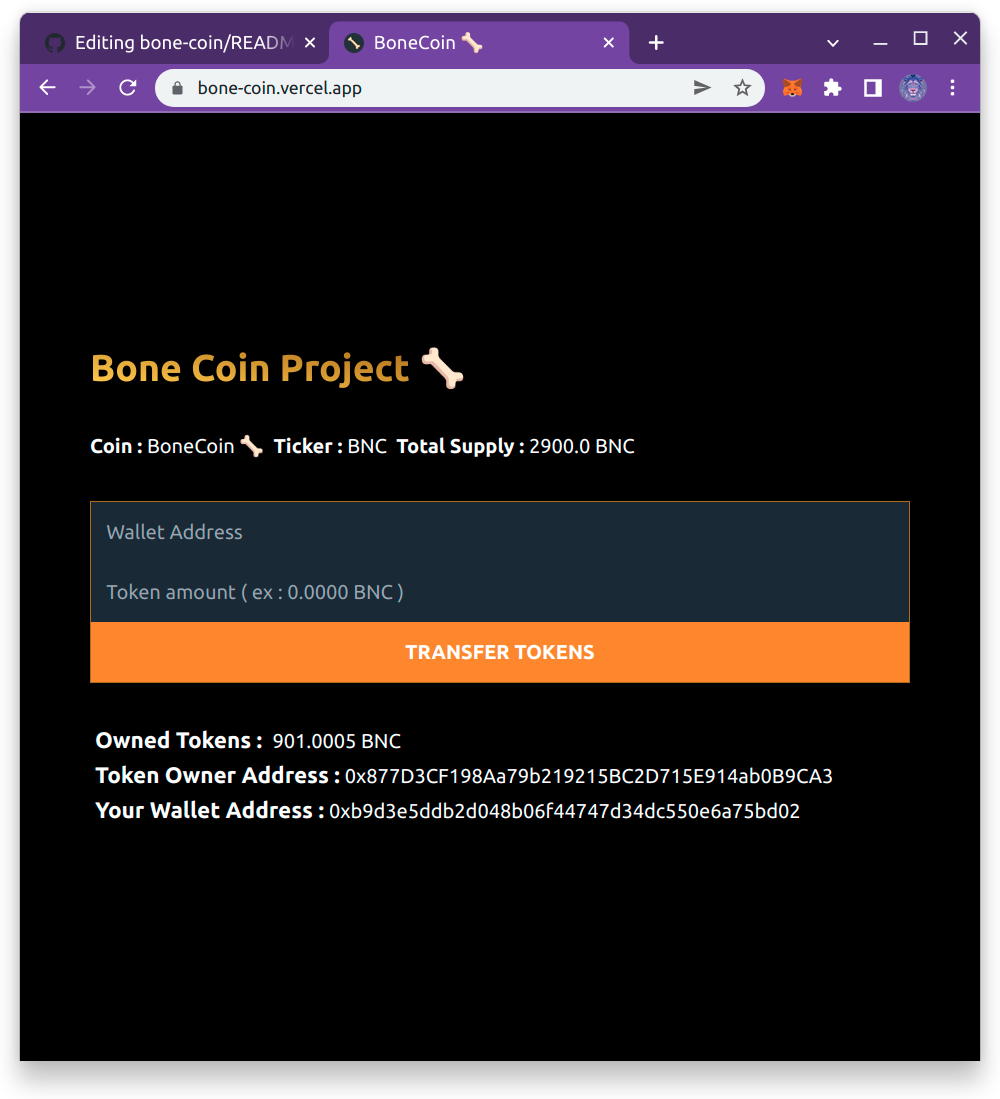 Editing bone-coin/READM
BoneCoin 🦴
bone-coin.vercel.app
Bone Coin Project 🦴
Coin : BoneCoin 🦴 Ticker : BNC Total Supply : 2900.0 BNC
Wallet Address
Token amount ( ex : 0.0000 BNC )
TRANSFER TOKENS
Owned Tokens : 901.0005 BNC
Token Owner Address : 0x877D3CF198Aa79b219215BC2D715E914ab0B9CA3
Your Wallet Address : 0xb9d3e5ddb2d048b06f44747d34dc550e6a75bd02